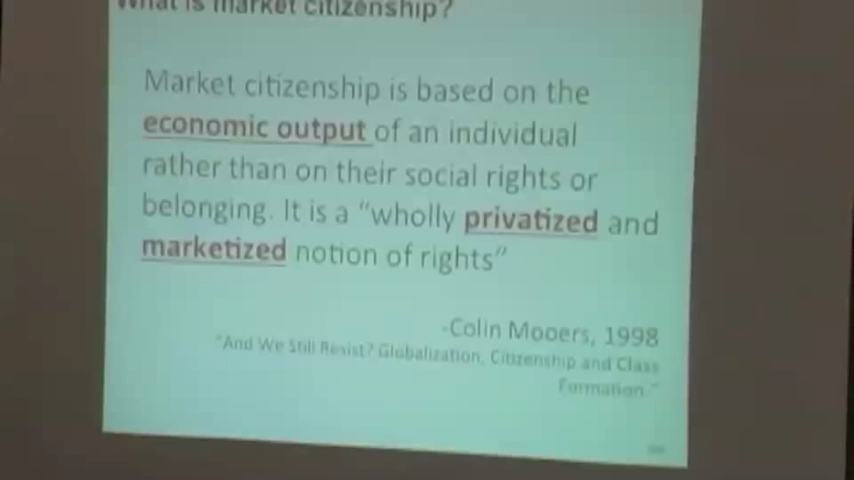 What is market citizenship?
Market citizenship is based on the
economic output of an individual
rather than on their social rights or
belonging. It is a “wholly privatized and
marketized notion of rights”
-Colin Mooers, 1998
“And We Still Resist? Globalization, Citizenship and Class
Formation.”